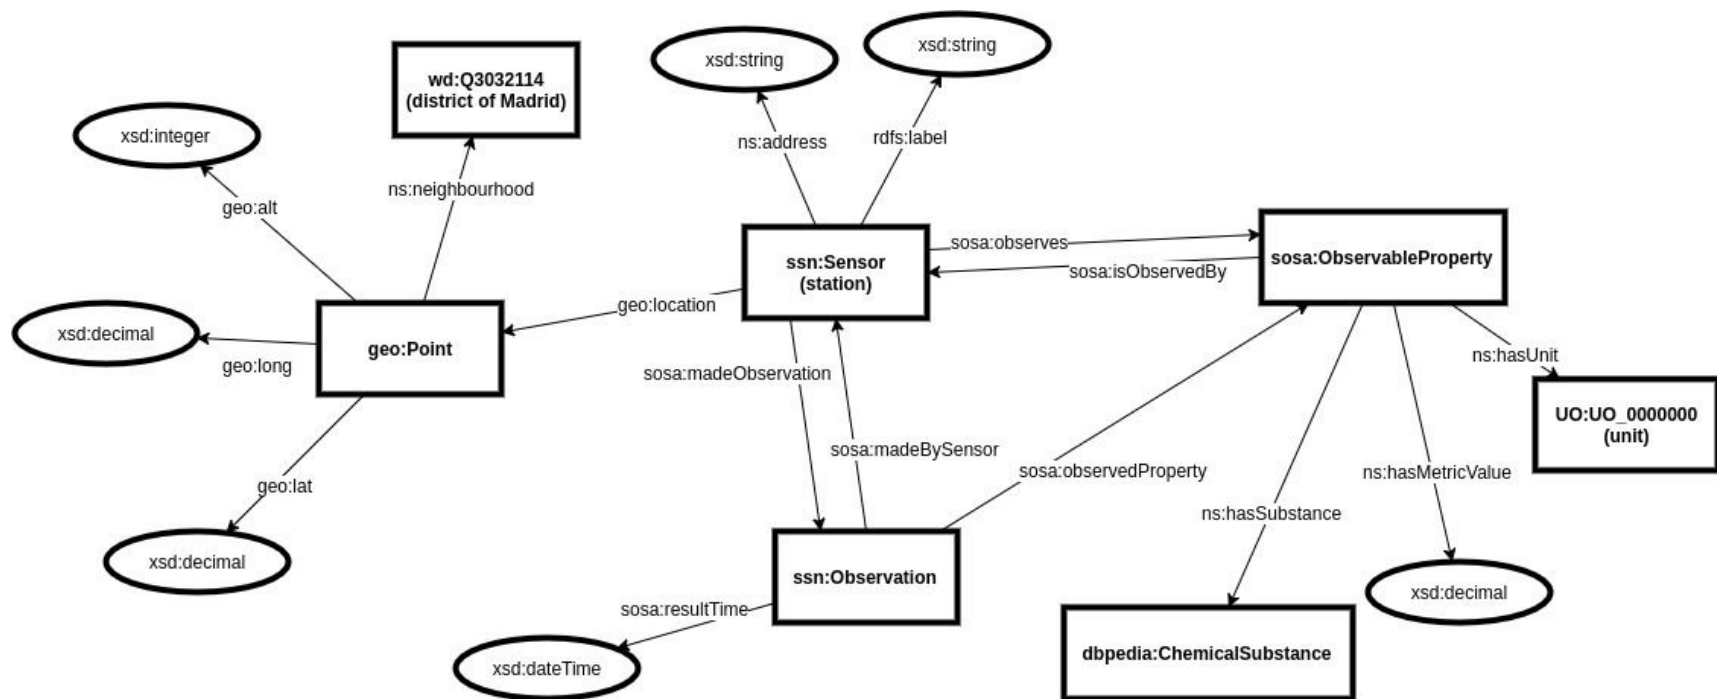 xsd:string
xsd:string
wd:Q3032114
(district of Madrid)
xsd:integer
ns:address
rdfs:label
ns:neighbourhood
geo:alt
sosa:observes
ssn:Sensor
(station)
sosa:isObservedBy
sosa:ObservableProperty
geo:location
xsd:decimal
geo:long
geo:Point
sosa:madeObservation
ns:hasUnit
UO:UO_0000000
(unit)
sosa:madeBySensor
sosa:observedProperty
ns:hasMetricValue
geo:lat
ns:hasSubstance
xsd:decimal
ssn:Observation
xsd:decimal
sosa:resultTime
dbpedia:ChemicalSubstance
xsd:dateTime